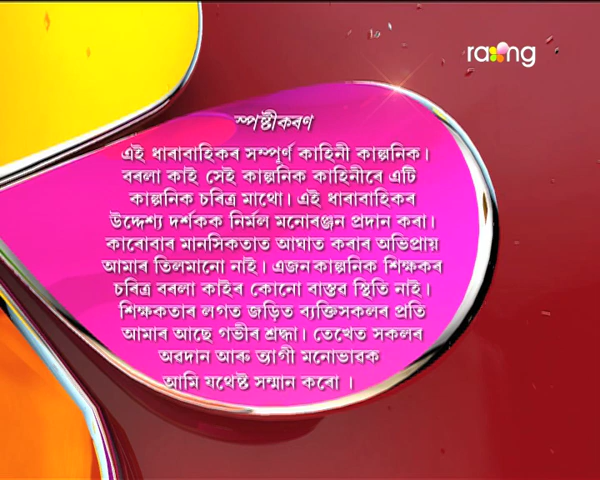 rang
স্পষ্টীকৰণ
এই ধাৰাবাহিকৰ সম্পূৰ্ণ কাহিনী কাল্পনিক।
বৰলা কাই সেই কাল্পনিক কাহিনীৰে এটি
কাল্পনিক চৰিত্ৰ মাথো। এই ধাৰাবাহিকৰ
উদ্দেশ্য দৰ্শকক নিৰ্মল মনোৰঞ্জন প্ৰদান কৰা।
কাৰোবাৰ মানসিকতাত আঘাত কৰাৰ অভিপ্ৰায়
আমাৰ তিলমানো নাই। এজন কাল্পনিক শিক্ষকৰ
চৰিত্ৰ বৰলা কাইৰ কোনো বাস্তৱ স্থিতি নাই।
শিক্ষকতাৰ লগত জড়িত ব্যক্তিসকলৰ প্ৰতি
আমাৰ আছে গভীৰ শ্ৰদ্ধা। তেখেত সকলৰ
অৱদান আৰু ত্যাগী মনোভাৱক
আমি যথেষ্ট সন্মান কৰো ।